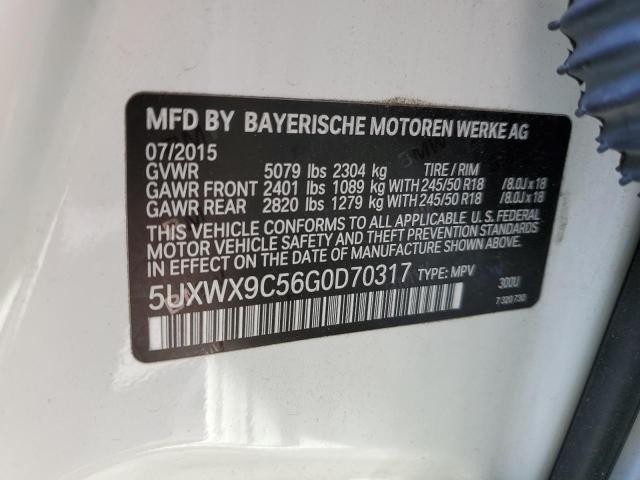 MFD BY BAYERISCHE MOTOREN WERKE AG
07/2015
GVWR 5079 lbs 2304 kg TIRE / RIM
GAWR FRONT 2401 lbs 1089 kg WITH 245/50 R18 /8.0J x 18
GAWR REAR 2820 lbs 1279 kg WITH 245/50 R18 /8.0J x 18
THIS VEHICLE CONFORMS TO ALL APPLICABLE U.S. FEDERAL
MOTOR VEHICLE SAFETY AND THEFT PREVENTION STANDARDS
IN EFFECT ON THE DATE OF MANUFACTURE SHOWN ABOVE.
5UXWX9C56G0D70317 TYPE: MPV 300U
7 320 730